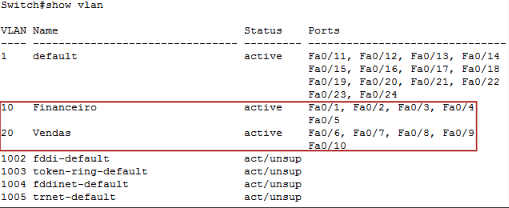 Switch#show vlan
VLAN Name Status Ports
---- -------------------------------- --------- -------------------------------
1 default active Fa0/11, Fa0/12, Fa0/13, Fa0/14
Fa0/15, Fa0/16, Fa0/17, Fa0/18
Fa0/19, Fa0/20, Fa0/21, Fa0/22
Fa0/23, Fa0/24
10 Financeiro active Fa0/1, Fa0/2, Fa0/3, Fa0/4
Fa0/5
20 Vendas active Fa0/6, Fa0/7, Fa0/8, Fa0/9
Fa0/10
1002 fddi-default act/unsup
1003 token-ring-default act/unsup
1004 fddinet-default act/unsup
1005 trnet-default act/unsup